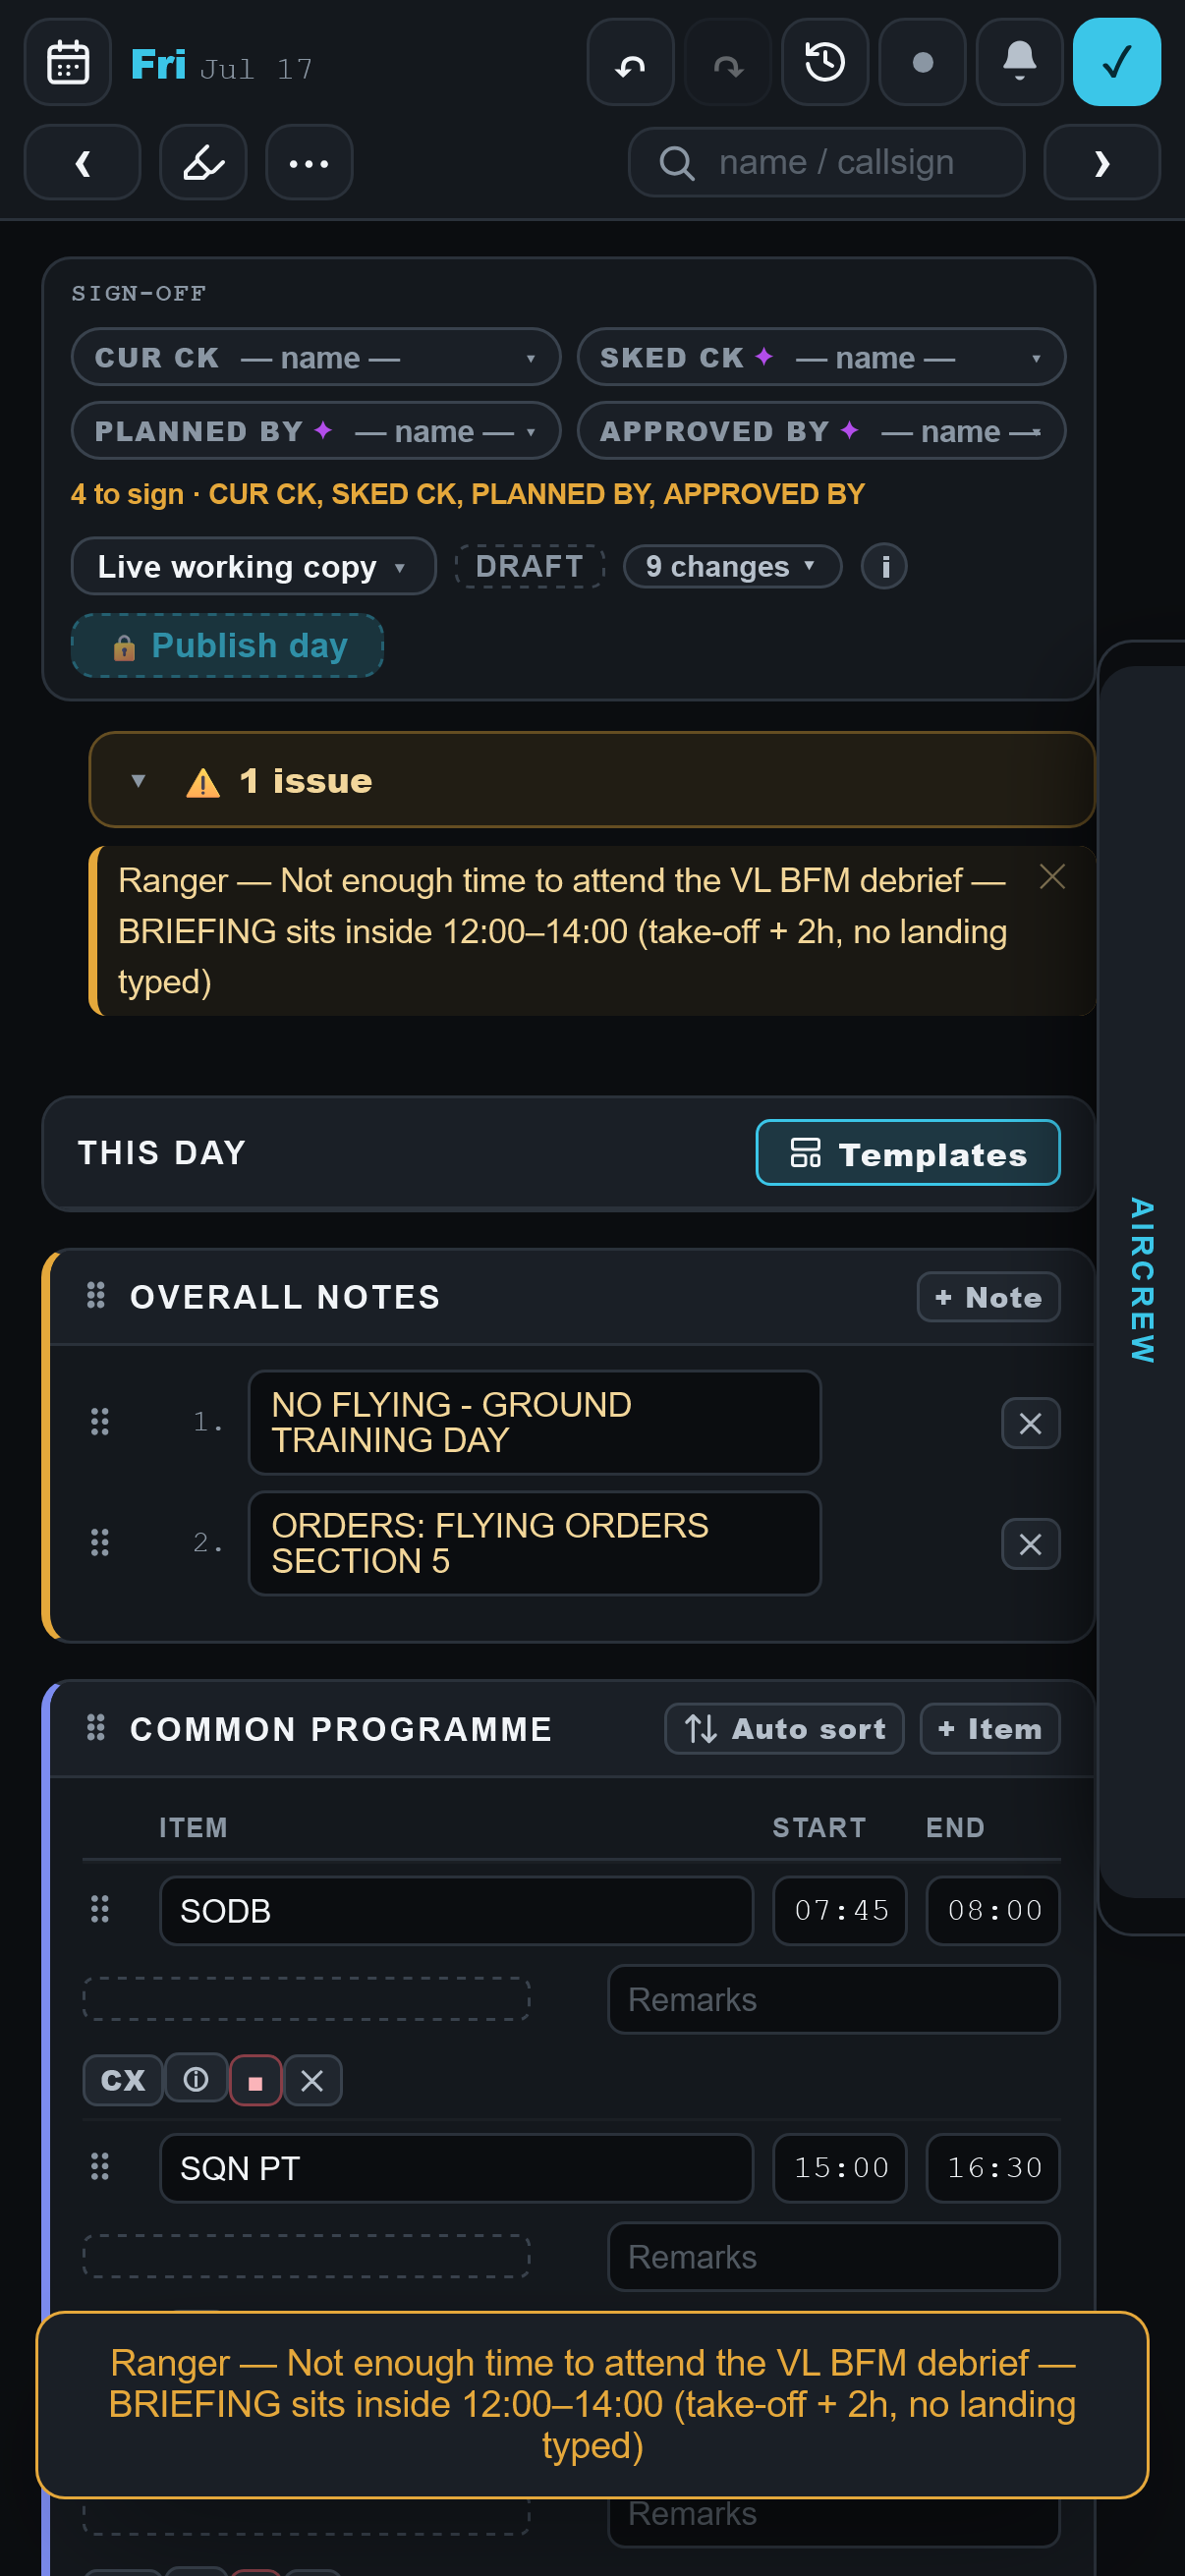 Fri Jul 17
name / callsign
SIGN-OFF
CUR CK — name —
SKED CK — name —
PLANNED BY — name —
APPROVED BY — name —
4 to sign · CUR CK, SKED CK, PLANNED BY, APPROVED BY
Live working copy
DRAFT
9 changes
i
Publish day
1 issue
Ranger — Not enough time to attend the VL BFM debrief —
BRIEFING sits inside 12:00–14:00 (take-off + 2h, no landing
typed)
THIS DAY
Templates
AIRCREW
OVERALL NOTES
+ Note
1. NO FLYING - GROUND
TRAINING DAY
2. ORDERS: FLYING ORDERS
SECTION 5
COMMON PROGRAMME
Auto sort
+ Item
ITEM START END
SODB 07:45 08:00
Remarks
CX
SQN PT 15:00 16:30
Remarks
Ranger — Not enough time to attend the VL BFM debrief —
BRIEFING sits inside 12:00–14:00 (take-off + 2h, no landing
typed)
Remarks